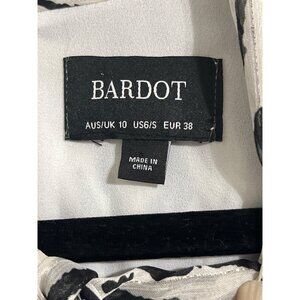 BARDOT
AUS/UK 10 US6/S EUR 38
MADE IN
CHINA